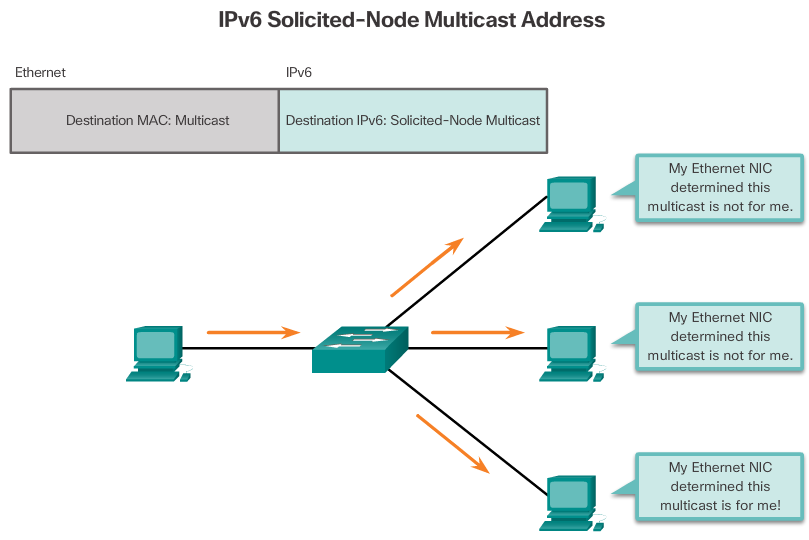 IPv6 Solicited-Node Multicast Address
Ethernet
IPv6
Destination MAC: Multicast
Destination IPv6: Solicited-Node Multicast
My Ethernet NIC
determined this
multicast is not for me.
My Ethernet NIC
determined this
multicast is not for me.
My Ethernet NIC
determined this
multicast is for me!